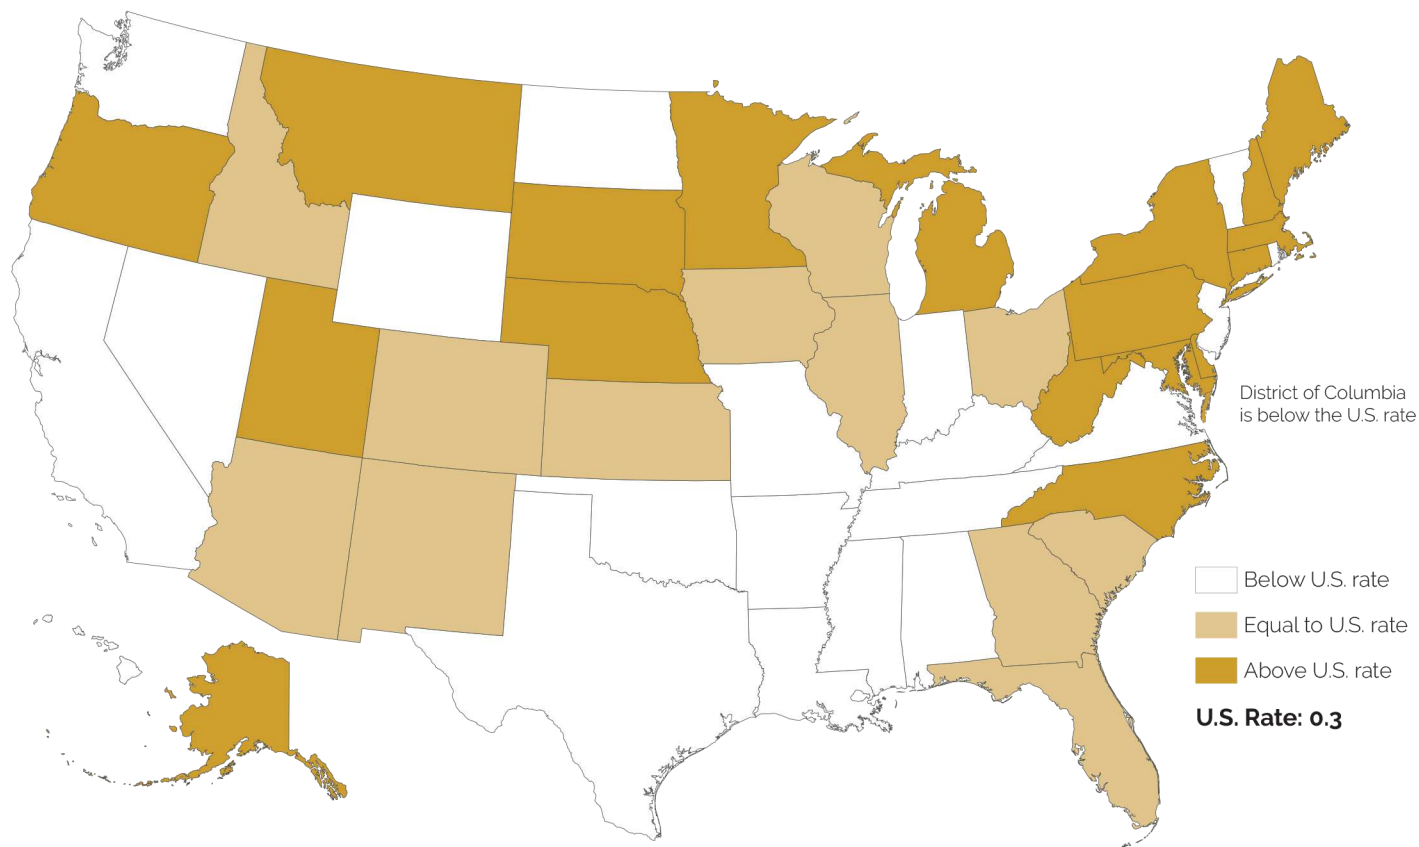 District of Columbia
is below the U.S. rate
Below U.S. rate
Equal to U.S. rate
Above U.S. rate
U.S. Rate: 0.3